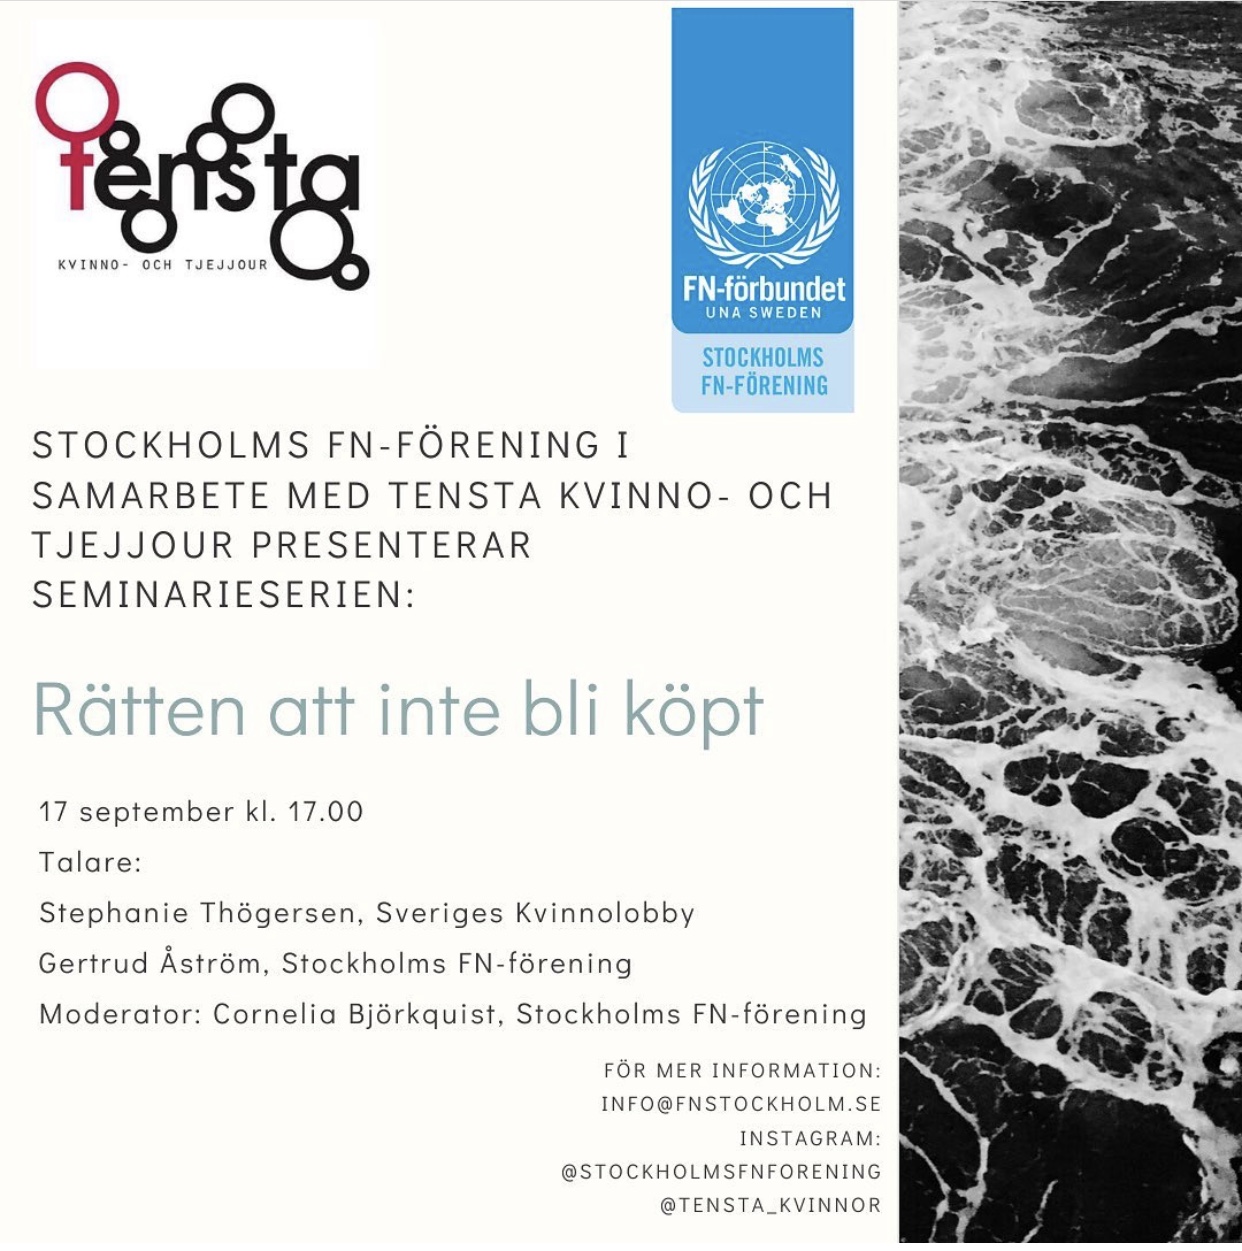 tensta
KVINNO- OCH TJEJJOUR
FN-förbundet
UNA SWEDEN
STOCKHOLMS
FN-FÖRENING
STOCKHOLMS FN-FÖRENING I
SAMARBETE MED TENSTA KVINNO- OCH
TJEJJOUR PRESENTERAR
SEMINARIESERIEN:
Rätten att inte bli köpt
17 september kl. 17.00
Talare:
Stephanie Thögersen, Sveriges Kvinnolobby
Gertrud Åström, Stockholms FN-förening
Moderator: Cornelia Björkquist, Stockholms FN-förening
FÖR MER INFORMATION:
INFO@FNSTOCKHOLM.SE
INSTAGRAM:
@STOCKHOLMSFNFORENING
@TENSTA_KVINNOR